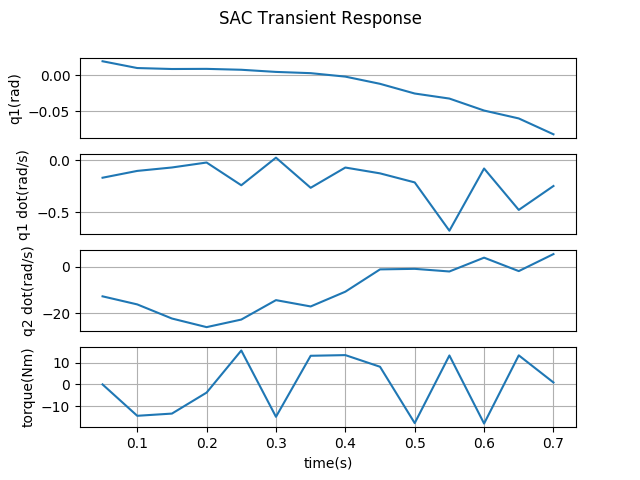 SAC Transient Response
q1(rad)
0.00
−0.05
q1 dot(rad/s)
0.0
−0.5
q2 dot(rad/s)
0
−20
torque(Nm)
10
0
−10
0.1 0.2 0.3 0.4 0.5 0.6 0.7
time(s)